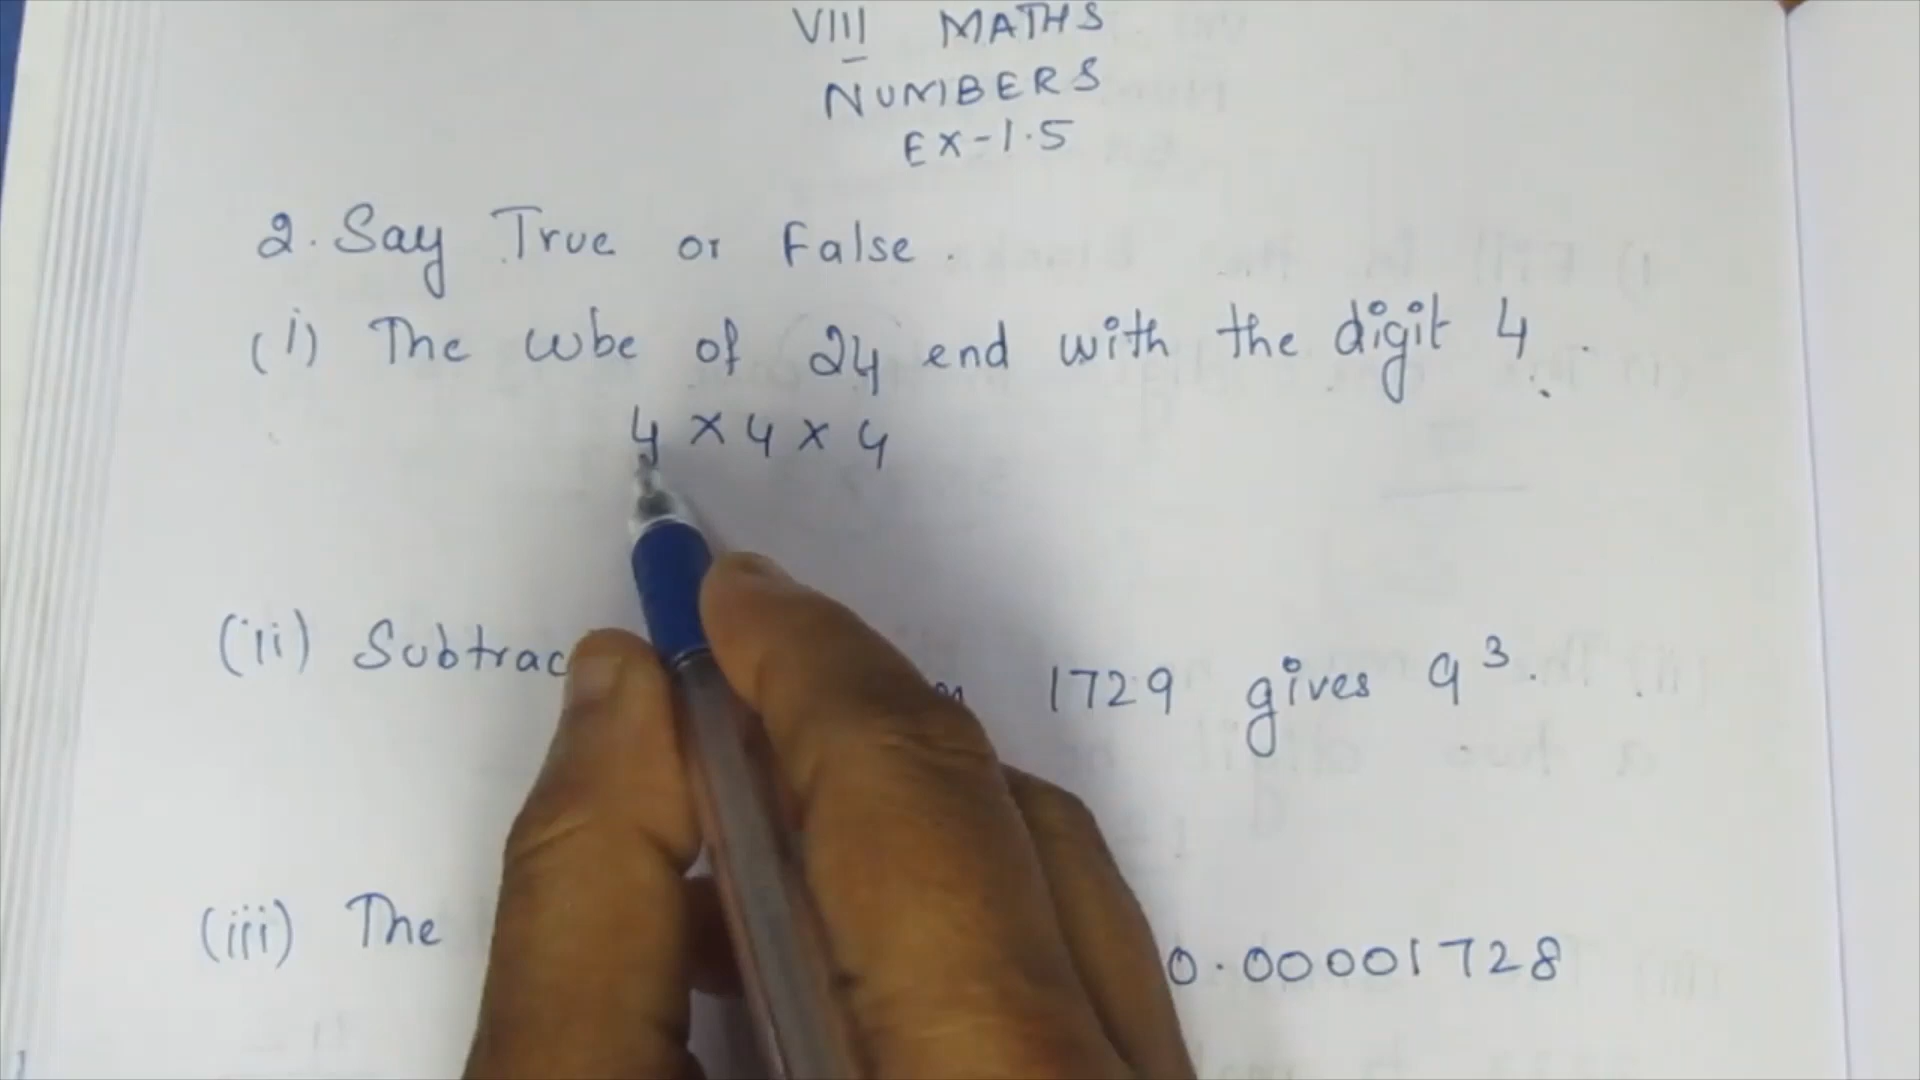 VIII MATHS
NUMBERS
EX-1.5
2. Say True or False.
(i) The cube of 24 end with the digit 4.
4 × 4 × 4
(ii) Subtrac 1729 gives 9³.
(iii) The 0.00001728